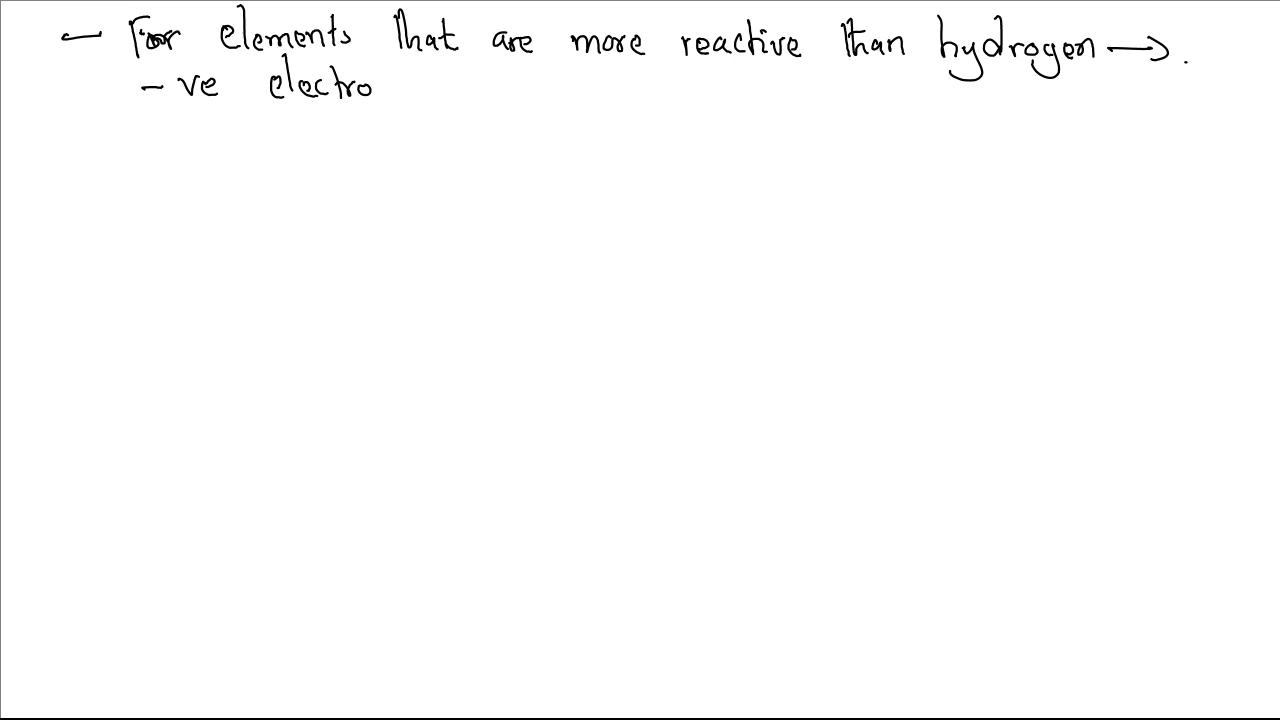 - For elements that are more reactive than hydrogen →.
-ve electro